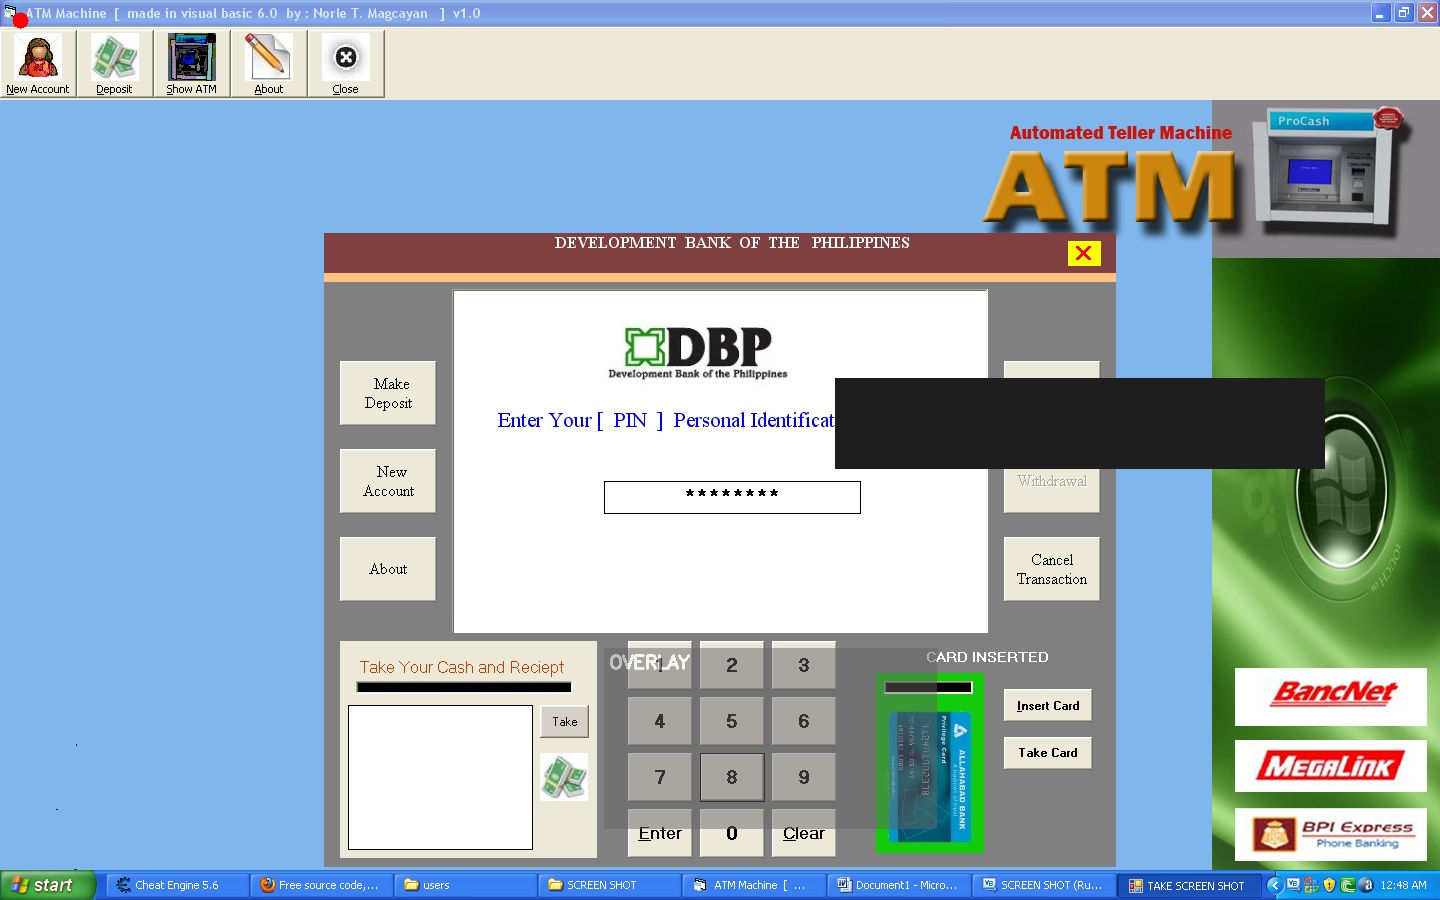 ATM Machine [ made in visual basic 6.0 by : Norle T. Magcayan ] v1.0
New Account
Deposit
Show ATM
About
Close
Automated Teller Machine
ATM
ProCash
DEVELOPMENT BANK OF THE PHILIPPINES
X
DBP
Development Bank of the Philippines
Enter Your [ PIN ] Personal Identificat
********
Make
Deposit
New
Account
About
Withdrawal
Cancel
Transaction
Take Your Cash and Reciept
Take
OVERLAY
1
2
3
4
5
6
7
8
9
Enter
0
Clear
CARD INSERTED
ALLAHABAD BANK
Privilege Card
Insert Card
Take Card
BancNet
MEGALINK
BPI Express
Phone Banking
start
Cheat Engine 5.6
Free source code,...
users
SCREEN SHOT
ATM Machine [ ...
Document1 - Micro...
SCREEN SHOT (Ru...
TAKE SCREEN SHOT
12:48 AM